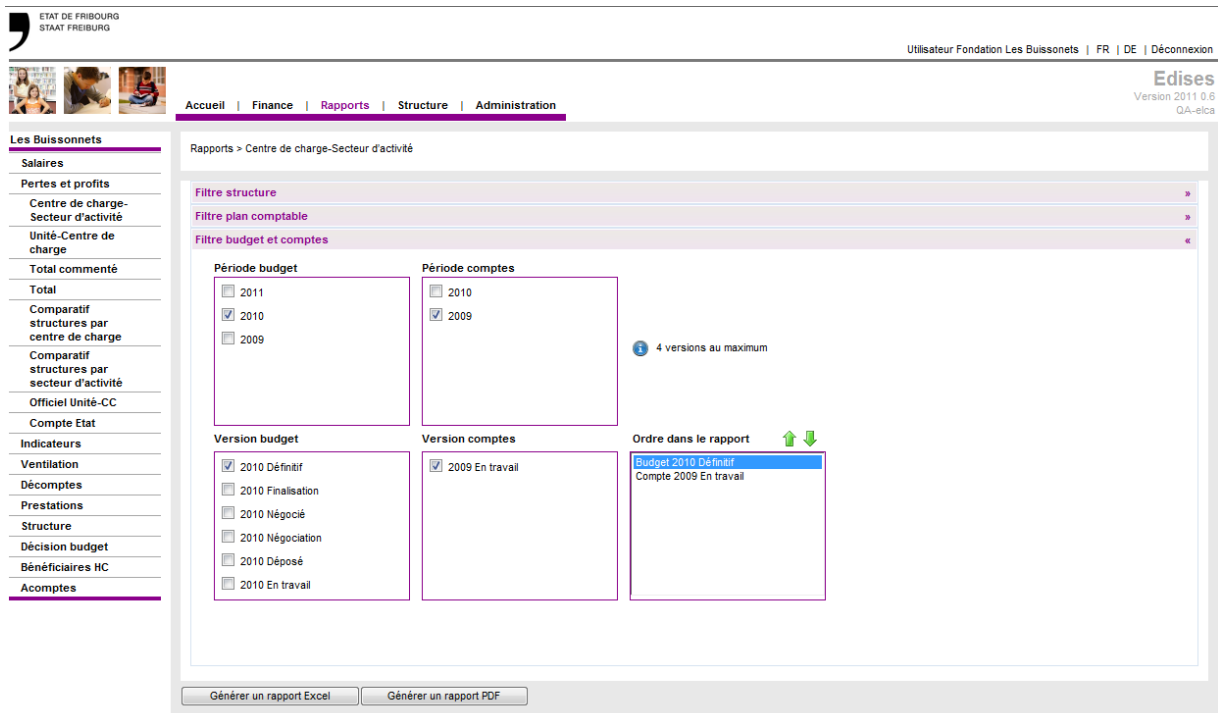 ETAT DE FRIBOURG
STAAT FREIBURG
Utilisateur Fondation Les Buissonets | FR | DE | Déconnexion
Edises
Version 2011 0.6
QA-elca
Accueil | Finance | Rapports | Structure | Administration
Les Buissonnets
Salaires
Pertes et profits
Centre de charge-
Secteur d'activité
Unité-Centre de
charge
Total commenté
Total
Comparatif
structures par
centre de charge
Comparatif
structures par
secteur d'activité
Officiel Unité-CC
Compte Etat
Indicateurs
Ventilation
Décomptes
Prestations
Structure
Décision budget
Bénéficiaires HC
Acomptes
Rapports > Centre de charge-Secteur d'activité
Filtre structure »
Filtre plan comptable »
Filtre budget et comptes «
Période budget
2011
2010
2009
Période comptes
2010
2009
4 versions au maximum
Version budget
2010 Définitif
2010 Finalisation
2010 Négocié
2010 Négociation
2010 Déposé
2010 En travail
Version comptes
2009 En travail
Ordre dans le rapport
Budget 2010 Définitif
Compte 2009 En travail
Générer un rapport Excel
Générer un rapport PDF